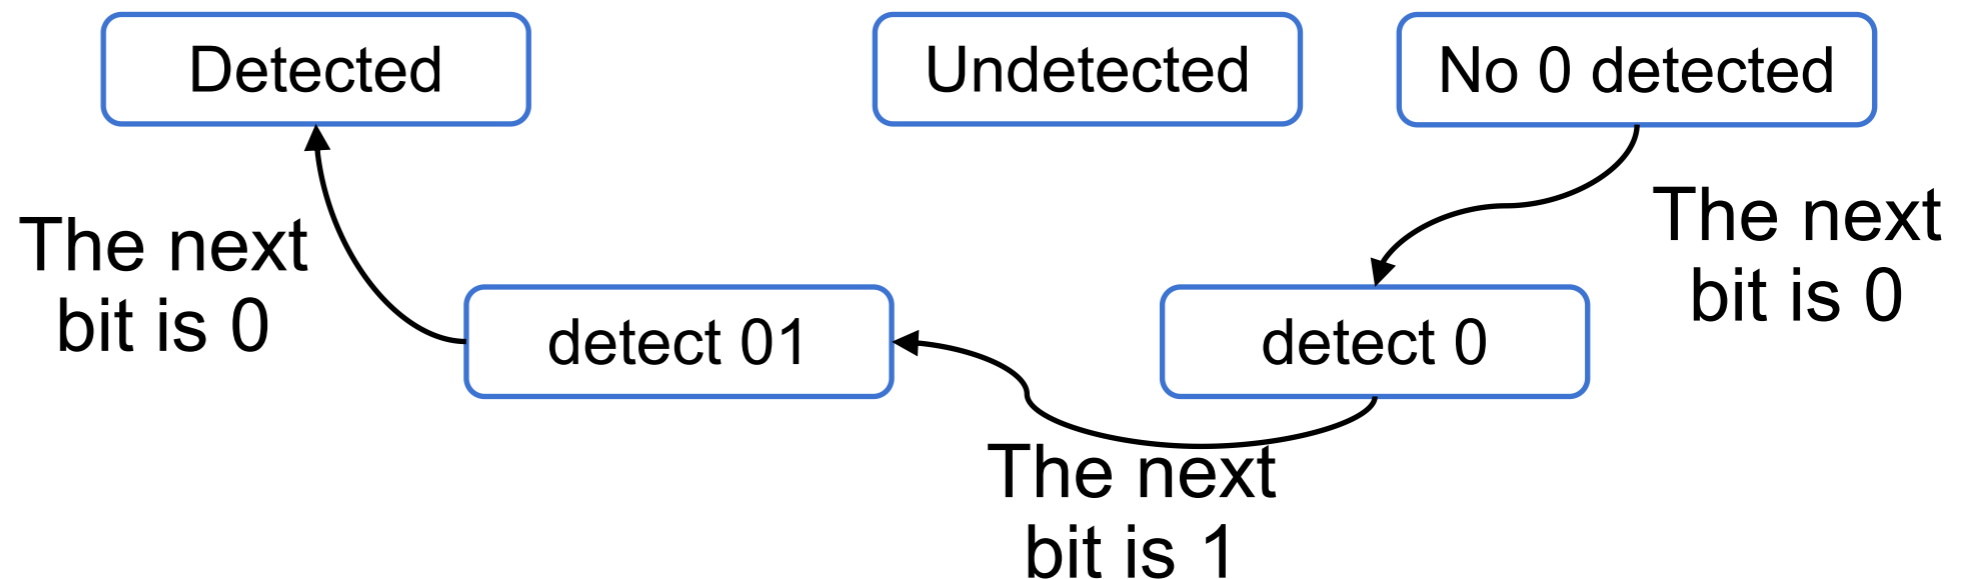 Detected
Undetected
No 0 detected
The next
bit is 0
The next
bit is 0
detect 01
detect 0
The next
bit is 1